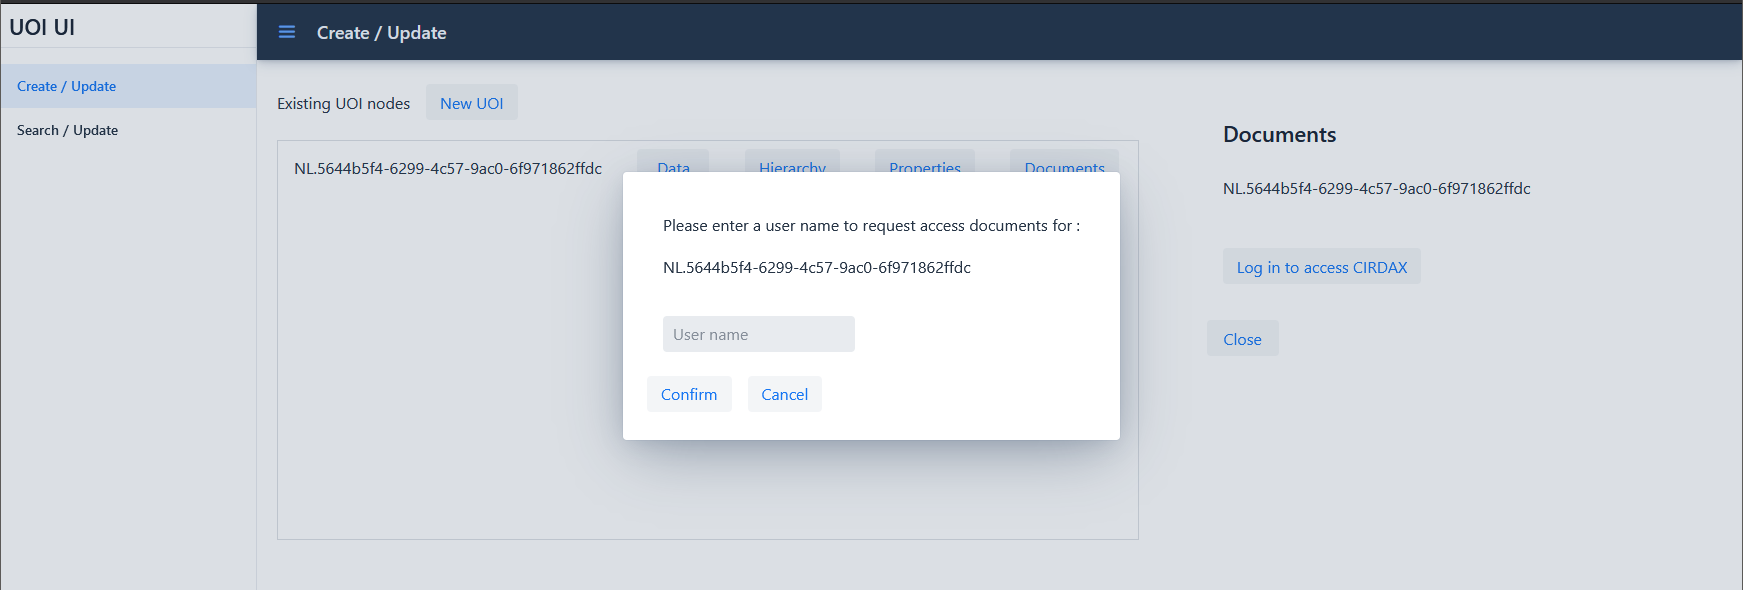 UOI UI
Create / Update
Create / Update
Search / Update
Existing UOI nodes New UOI
NL.5644b5f4-6299-4c57-9ac0-6f971862ffdc Data Hierarchy Properties Documents
Please enter a user name to request access documents for :
NL.5644b5f4-6299-4c57-9ac0-6f971862ffdc
User name
Confirm Cancel
Documents
NL.5644b5f4-6299-4c57-9ac0-6f971862ffdc
Log in to access CIRDAX
Close